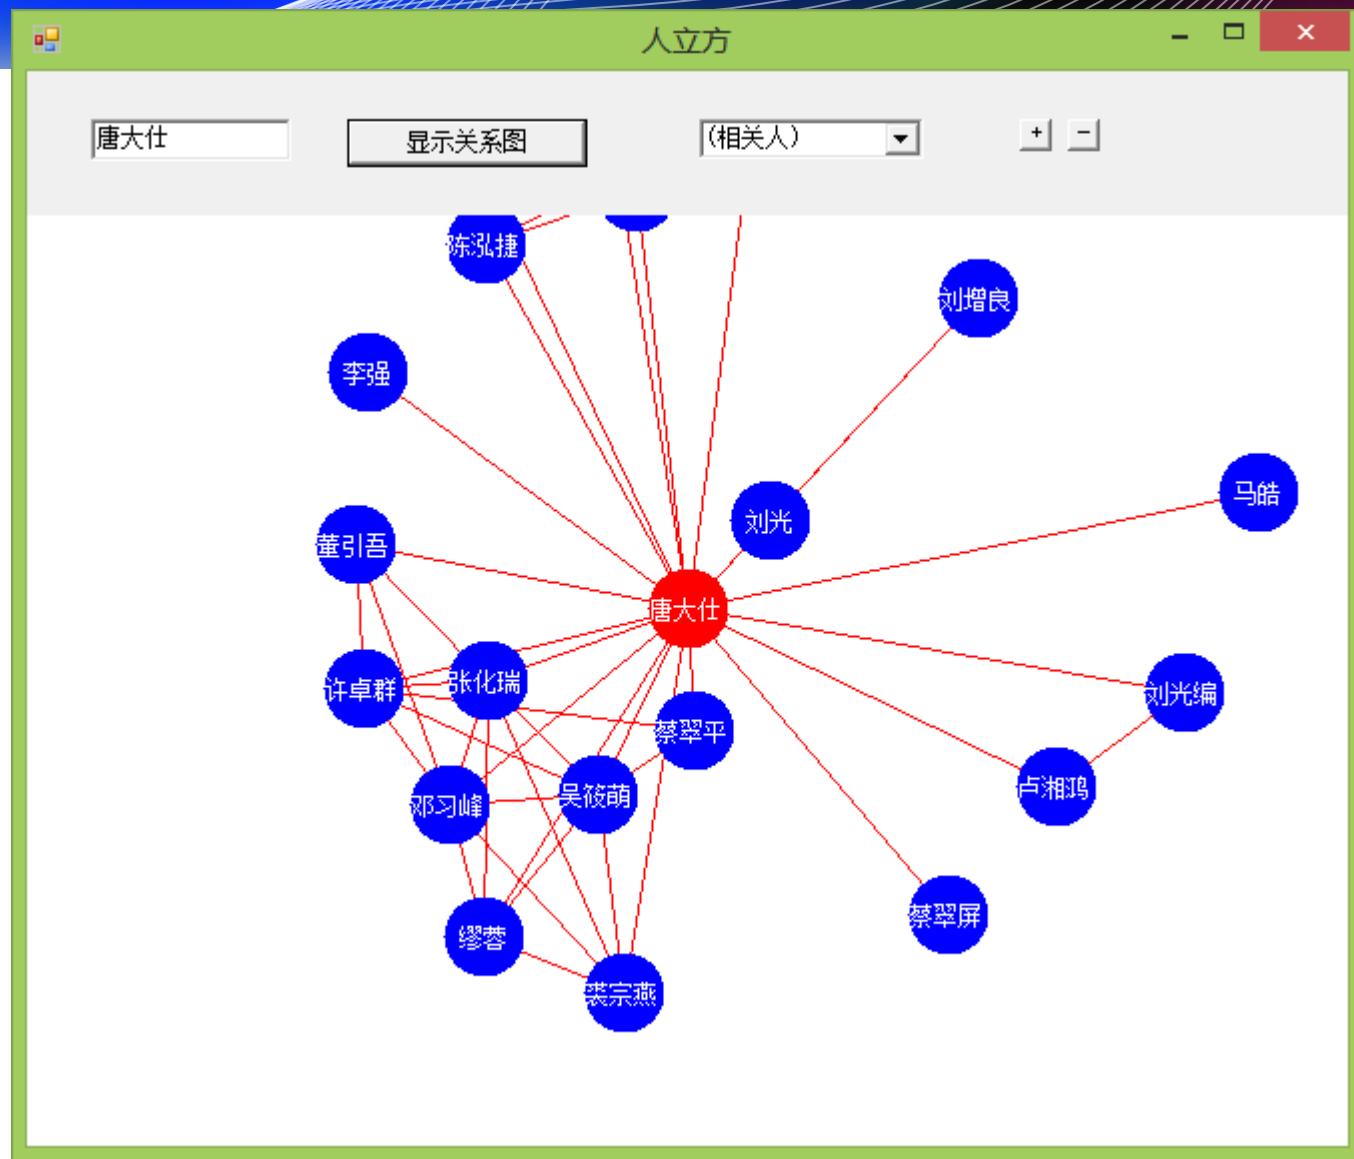 人立方
唐大仕
显示关系图
(相关人)
+
-
陈泓捷
刘增良
李强
马皓
刘光
董引吾
唐大仕
张化瑞
许卓群
刘光编
蔡翠平
卢湘鸿
吴筱萌
邓习峰
蔡翠屏
缪蓉
裘宗燕